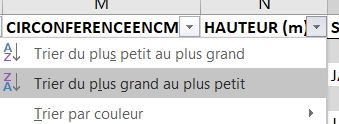 M N
CIRCONFERENCEENCM HAUTEUR (m) S
Trier du plus petit au plus grand
Trier du plus grand au plus petit JA
Trier par couleur